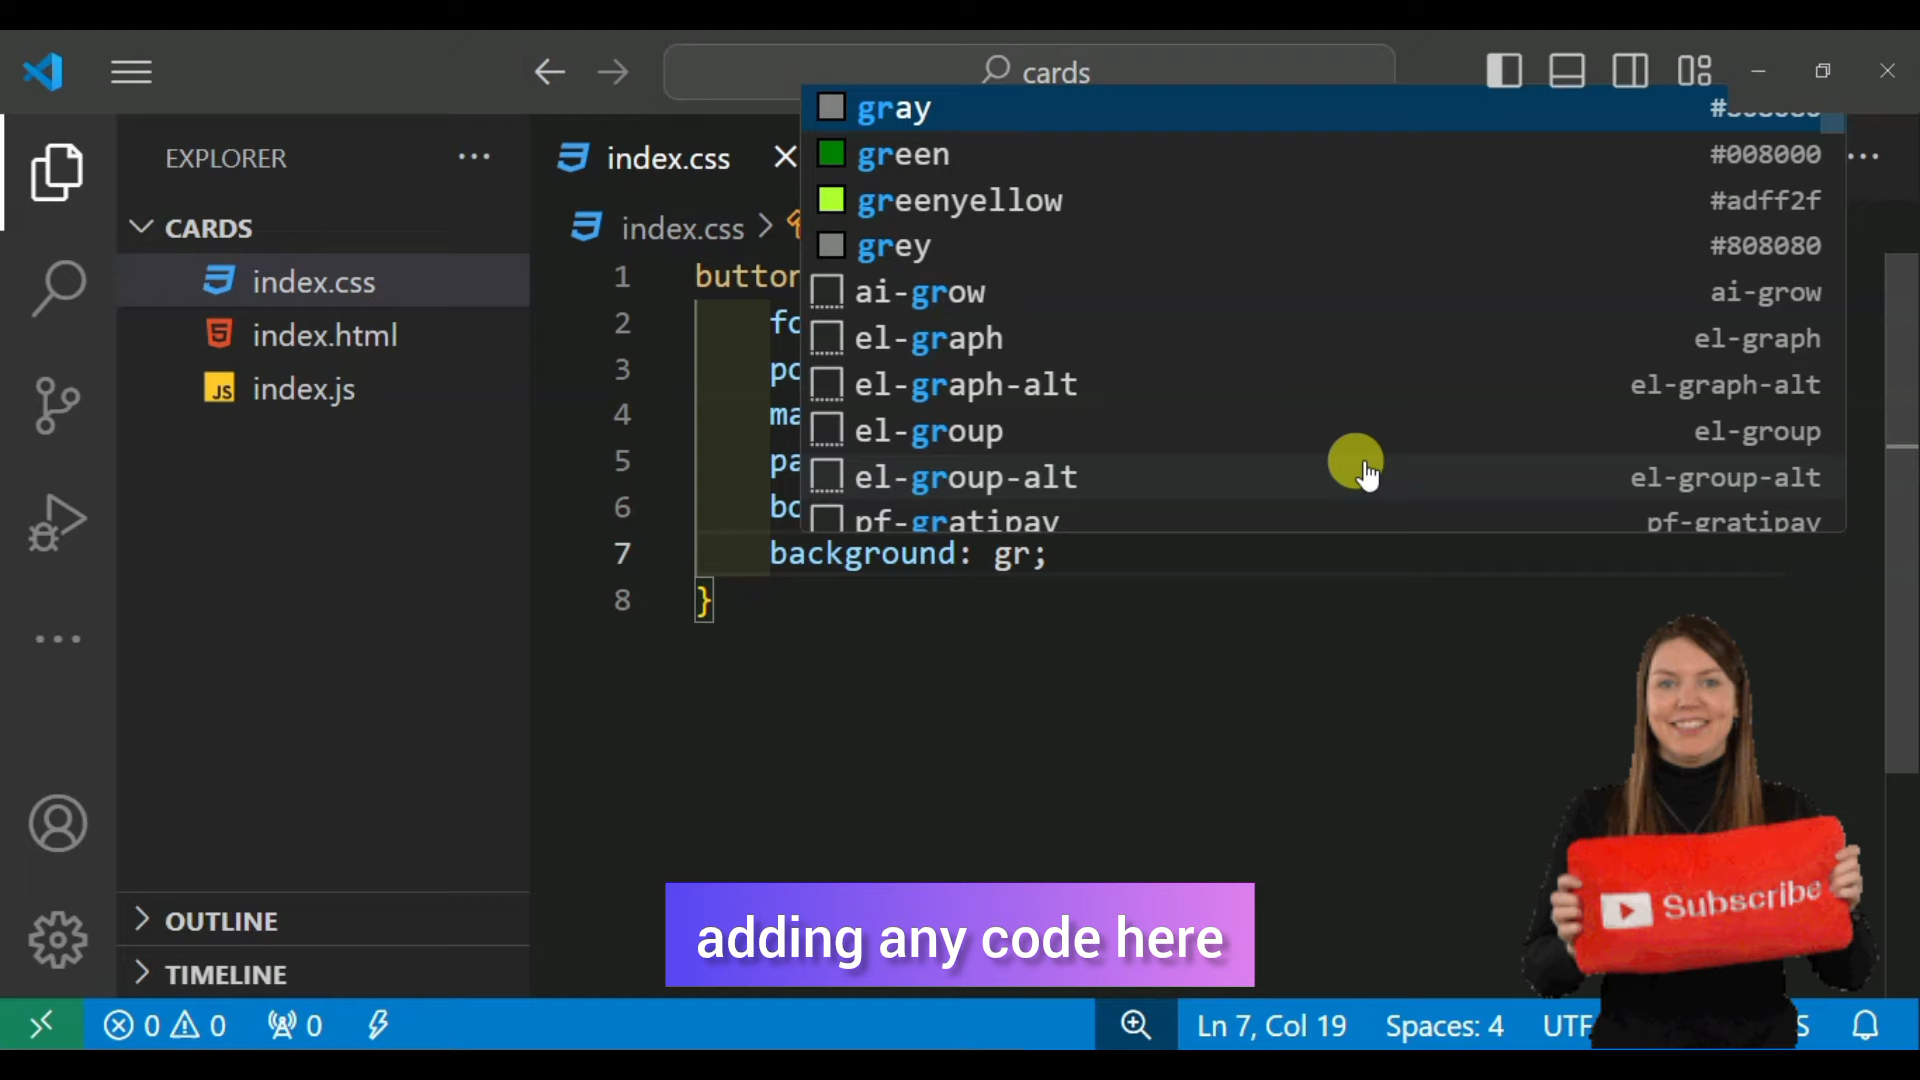 cards
EXPLORER
CARDS
index.css
index.html
index.js
OUTLINE
TIMELINE
index.css
index.css
gray
green #008000
greenyellow #adff2f
grey #808080
ai-grow ai-grow
el-graph el-graph
el-graph-alt el-graph-alt
el-group el-group
el-group-alt el-group-alt
pf-gratipay pf-gratipay
1 button
2 fo
3 po
4 ma
5 pa
6 bo
7 background: gr;
8 }
adding any code here
Subscribe
0 0 0
Ln 7, Col 19 Spaces: 4 UTF S